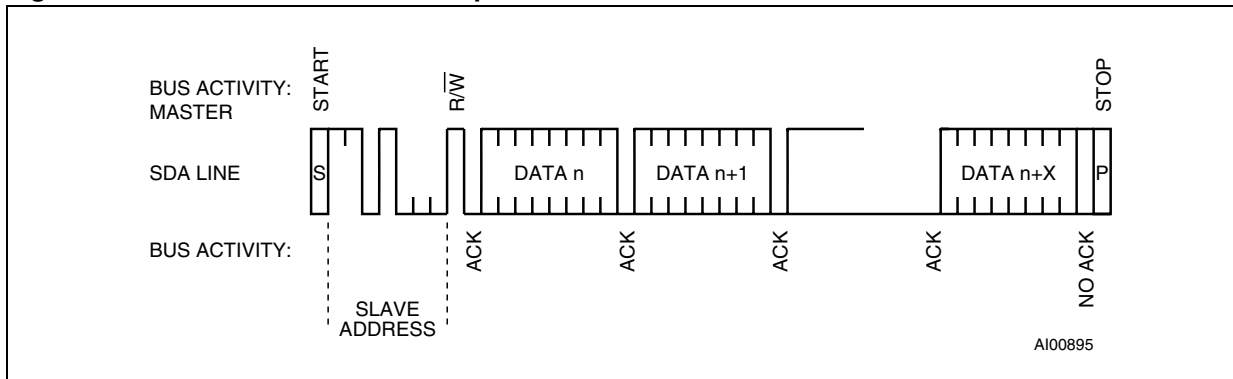 BUS ACTIVITY:
MASTER
START
R/W
STOP
SDA LINE
S
DATA n
DATA n+1
DATA n+X
P
BUS ACTIVITY:
ACK
ACK
ACK
ACK
NO ACK
SLAVE
ADDRESS
AI00895